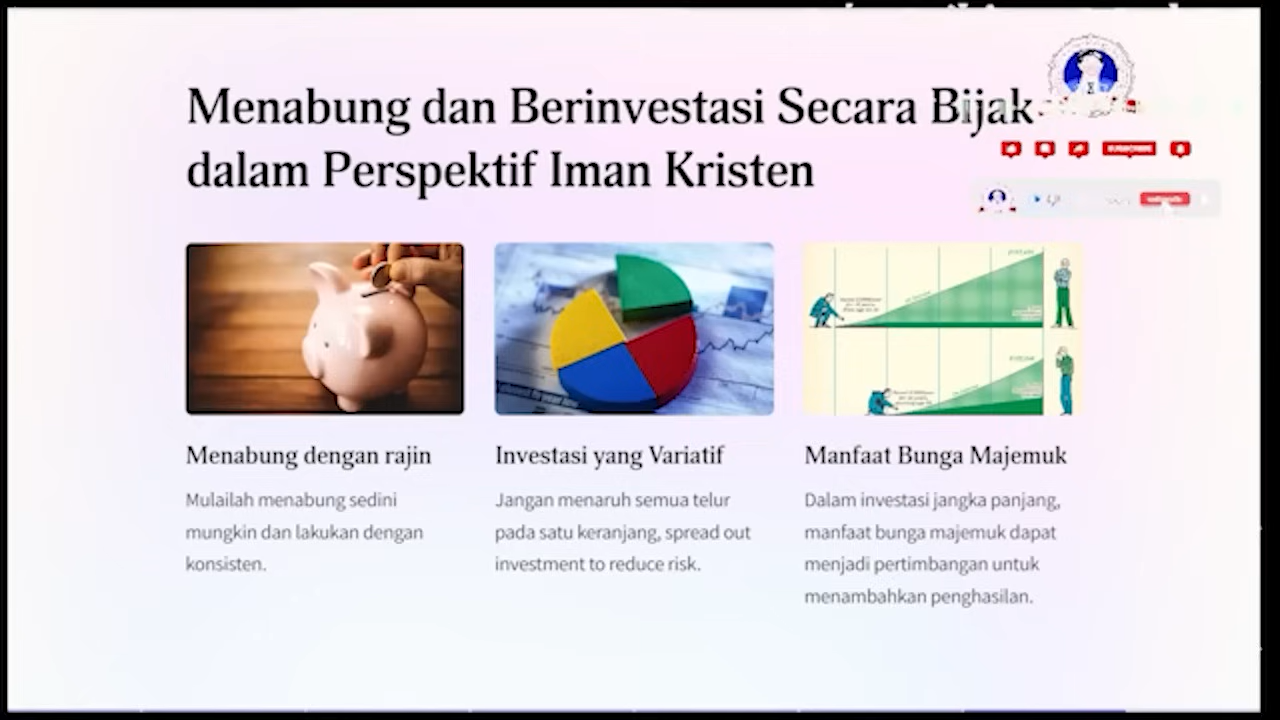 Menabung dan Berinvestasi Secara Bijak
dalam Perspektif Iman Kristen
Menabung dengan rajin
Mulailah menabung sedini
mungkin dan lakukan dengan
konsisten.
Investasi yang Variatif
Jangan menaruh semua telur
pada satu keranjang, spread out
investment to reduce risk.
Manfaat Bunga Majemuk
Dalam investasi jangka panjang,
manfaat bunga majemuk dapat
menjadi pertimbangan untuk
menambahkan penghasilan.